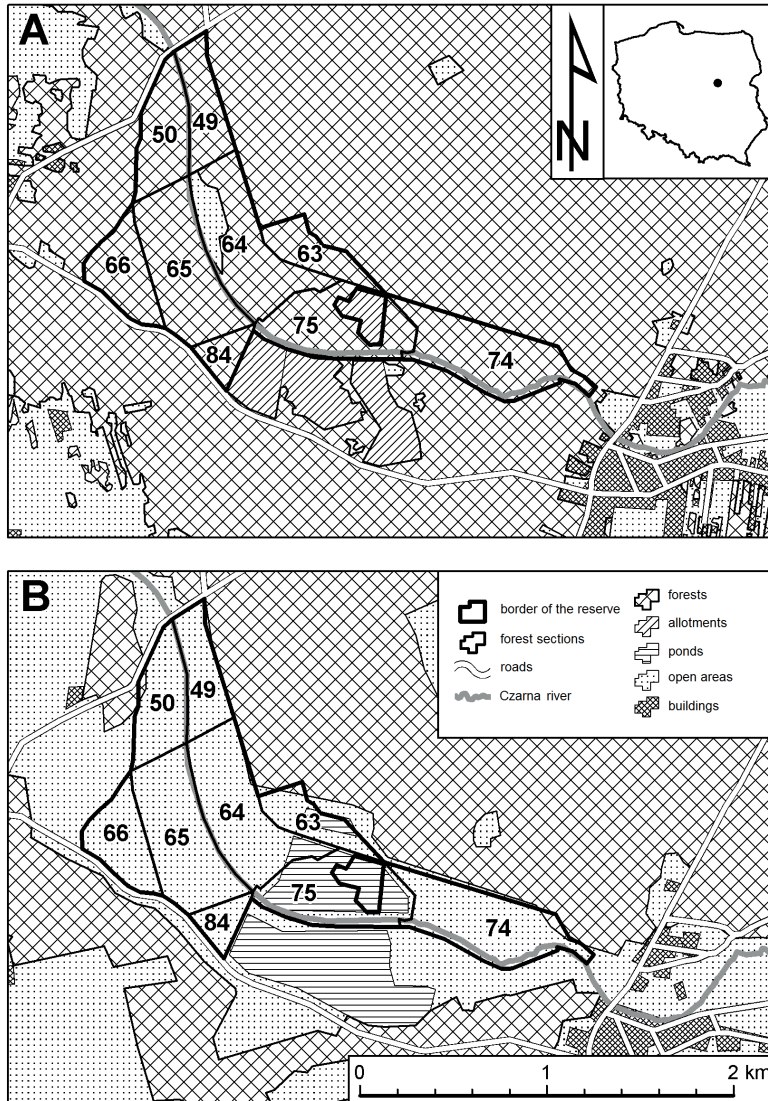 A
N
50
49
64
63
66
65
75
84
74
B
border of the reserve
forest sections
roads
Czarna river
forests
allotments
ponds
open areas
buildings
50
49
64
63
66
65
75
84
74
0 1 2 km